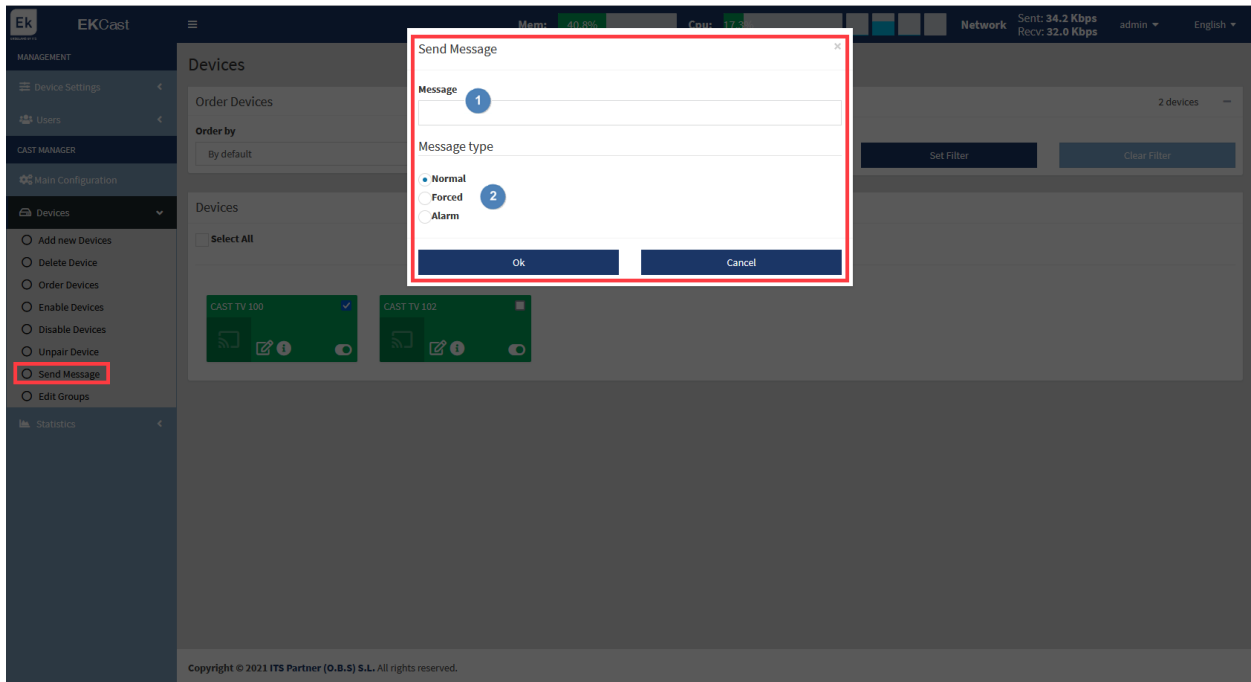 Ek
EKCast
Mem: 40.8%
Cpu: 17.3%
Network
Sent: 34.2 Kbps
Recv: 32.0 Kbps
admin
English
MANAGEMENT
Device Settings
Users
CAST MANAGER
Main Configuration
Devices
Add new Devices
Delete Device
Order Devices
Enable Devices
Disable Devices
Unpair Device
Send Message
Edit Groups
Statistics
Devices
Order Devices
2 devices
Order by
By default
Set Filter
Clear Filter
Devices
Select All
CAST TV 100
CAST TV 102
Send Message
×
Message
1
Message type
Normal
Forced
2
Alarm
Ok
Cancel
Copyright © 2021 ITS Partner (O.B.S) S.L. All rights reserved.